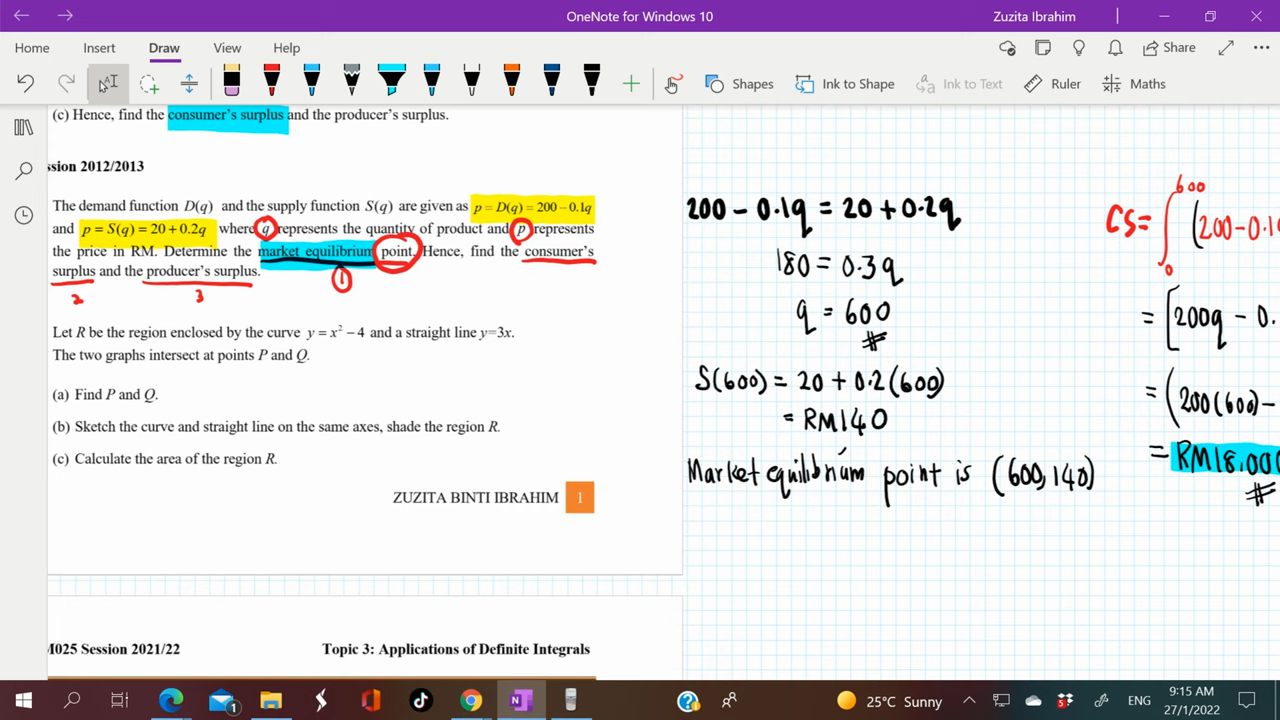 OneNote for Windows 10
Zuzita Ibrahim
Home Insert Draw View Help
Share
Shapes Ink to Shape Ink to Text Ruler Maths
(c) Hence, find the consumer's surplus and the producer's surplus.
ssion 2012/2013
The demand function D(q) and the supply function S(q) are given as p = D(q) = 200 – 0.1q
and p = S(q) = 20 + 0.2q where q represents the quantity of product and p represents
the price in RM. Determine the market equilibrium point. Hence, find the consumer's
surplus and the producer's surplus.
2 3 1
Let R be the region enclosed by the curve y = x² – 4 and a straight line y=3x.
The two graphs intersect at points P and Q.
(a) Find P and Q.
(b) Sketch the curve and straight line on the same axes, shade the region R.
(c) Calculate the area of the region R.
ZUZITA BINTI IBRAHIM 1
M025 Session 2021/22 Topic 3: Applications of Definite Integrals
200 – 0.1q = 20 + 0.2q
180 = 0.3q
q = 600
S(600) = 20 + 0.2(600)
= RM140
Market equilibrium point is (600,140)
CS = ∫ 600 0 (200 – 0.1
= [200q – 0.
= (200(600) –
= RM18,000
25°C Sunny
ENG
9:15 AM
27/1/2022
1